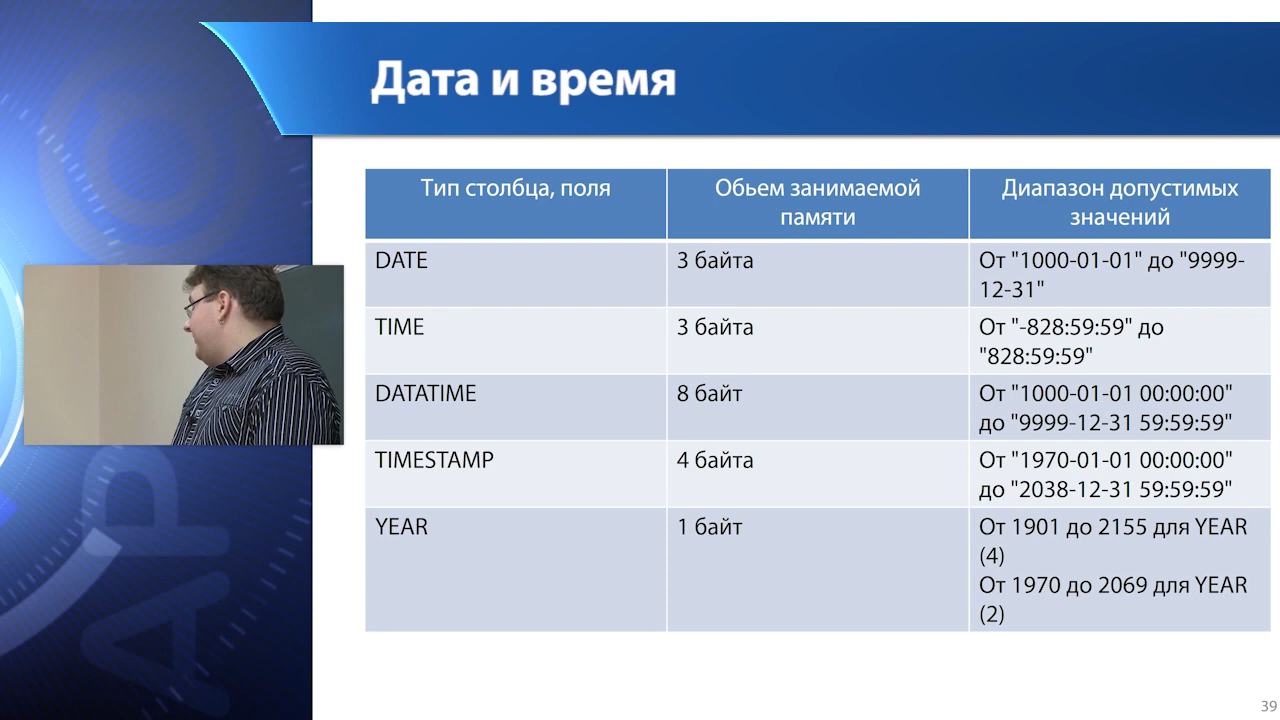 Дата и время
Тип столбца, поля
Обьем занимаемой
памяти
Диапазон допустимых
значений
DATE
3 байта
От "1000-01-01" до "9999-
12-31"
TIME
3 байта
От "-828:59:59" до
"828:59:59"
DATATIME
8 байт
От "1000-01-01 00:00:00"
до "9999-12-31 59:59:59"
TIMESTAMP
4 байта
От "1970-01-01 00:00:00"
до "2038-12-31 59:59:59"
YEAR
1 байт
От 1901 до 2155 для YEAR
(4)
От 1970 до 2069 для YEAR
(2)
АР
39